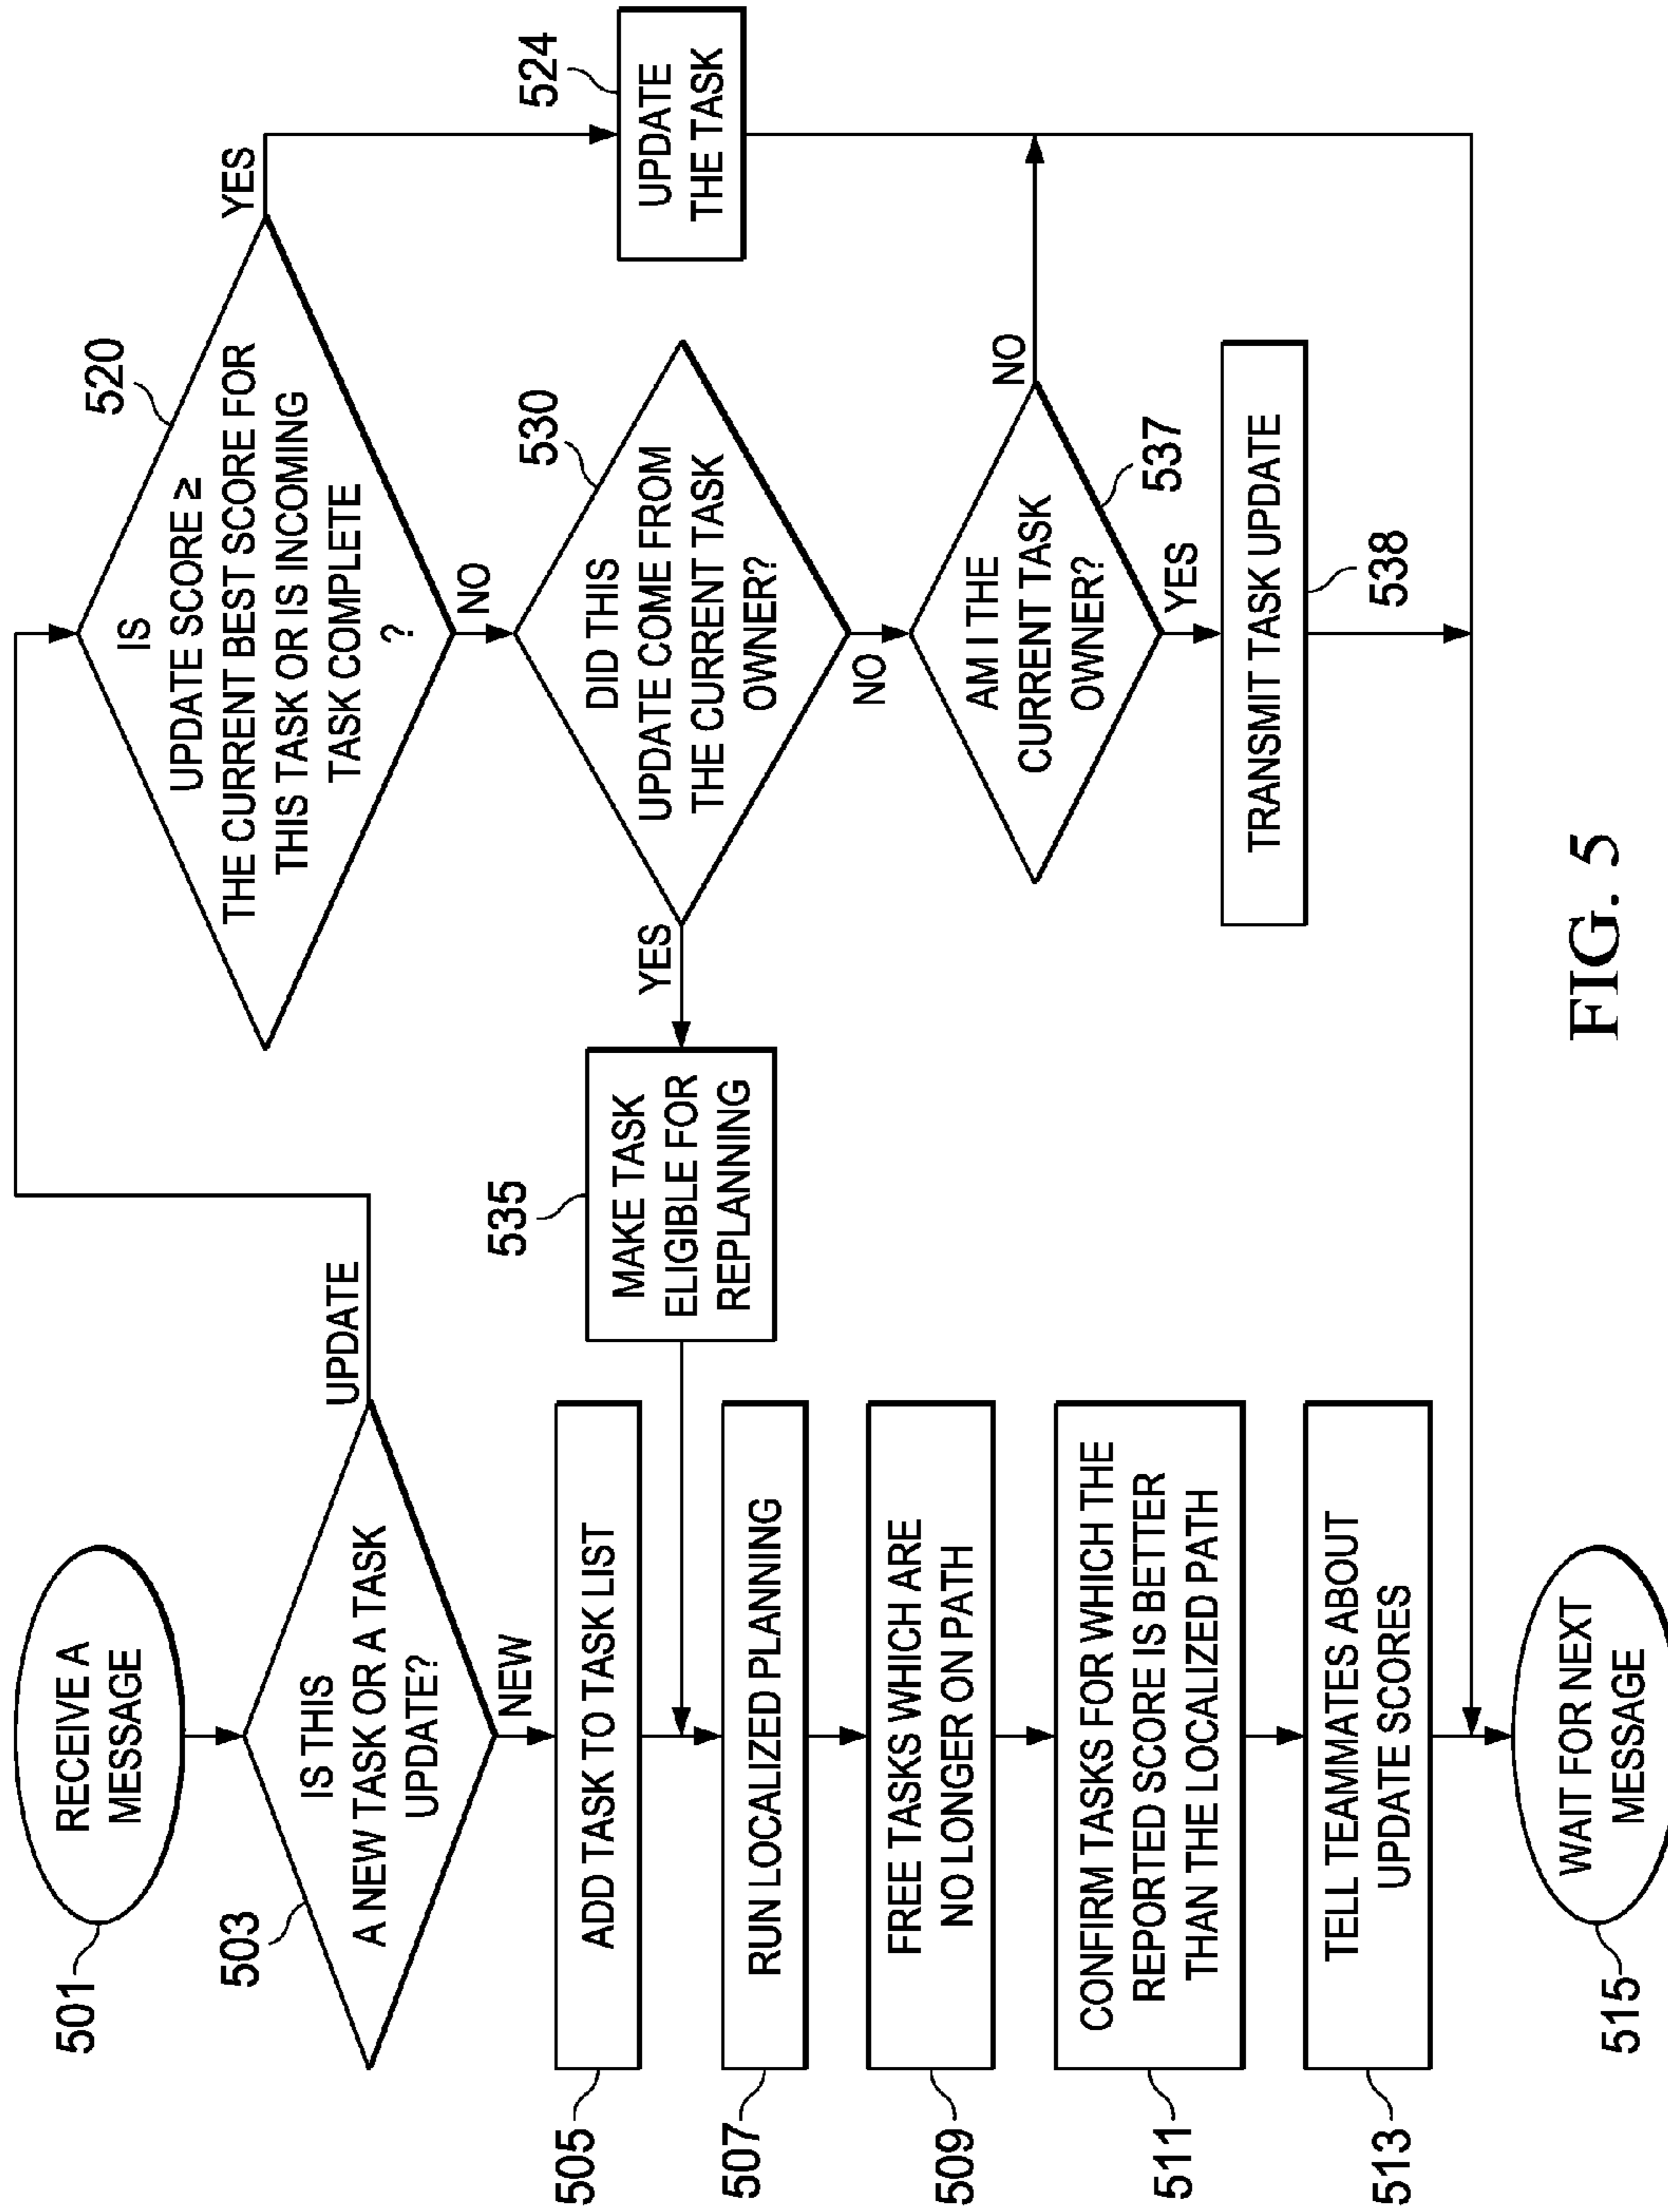 501
RECEIVE A
MESSAGE
503
IS THIS
A NEW TASK OR A TASK
UPDATE?
UPDATE
NEW
505
ADD TASK TO TASK LIST
507
RUN LOCALIZED PLANNING
509
FREE TASKS WHICH ARE
NO LONGER ON PATH
511
CONFIRM TASKS FOR WHICH THE
REPORTED SCORE IS BETTER
THAN THE LOCALIZED PATH
513
TELL TEAMMATES ABOUT
UPDATE SCORES
515
WAIT FOR NEXT
MESSAGE
520
IS
UPDATE SCORE ≥
THE CURRENT BEST SCORE FOR
THIS TASK OR IS INCOMING
TASK COMPLETE
?
YES
NO
524
UPDATE
THE TASK
530
DID THIS
UPDATE COME FROM
THE CURRENT TASK
OWNER?
YES
NO
535
MAKE TASK
ELIGIBLE FOR
REPLANNING
537
AM I THE
CURRENT TASK
OWNER?
NO
YES
TRANSMIT TASK UPDATE
538
FIG. 5